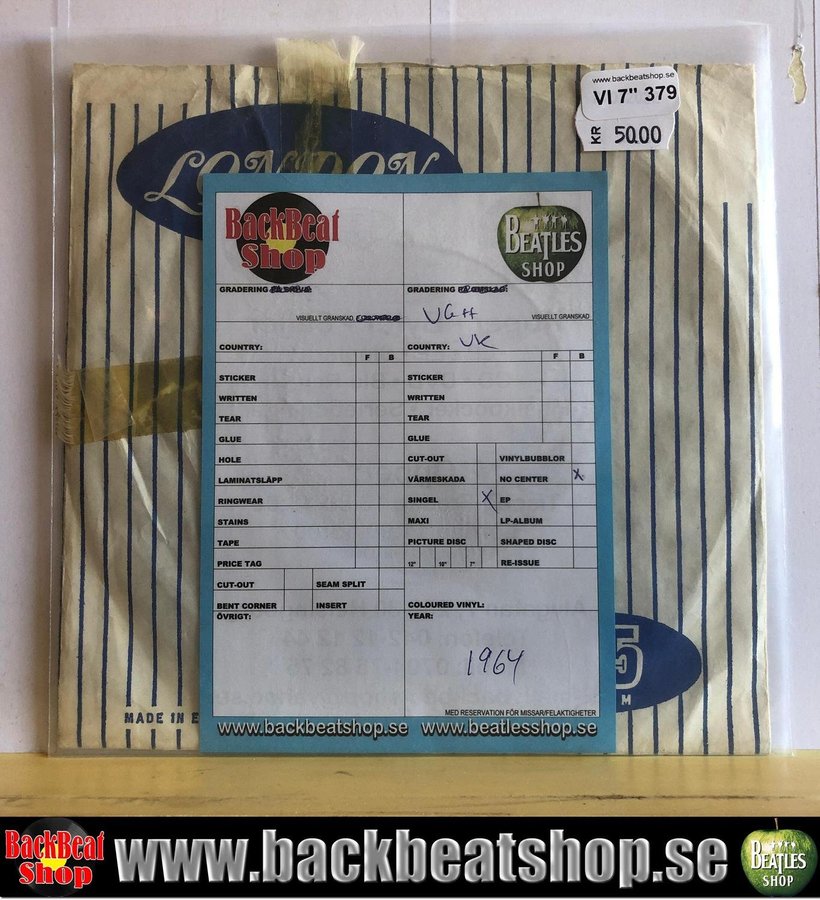 www.backbeatshop.se
VI 7" 379
KR 50.00
LONDON
BackBeat
Shop
BEATLES
SHOP
GRADERING
VISUELLT GRANSKAD,
COUNTRY:
F B
STICKER
WRITTEN
TEAR
GLUE
HOLE
LAMINATSLÄPP
RINGWEAR
STAINS
TAPE
PRICE TAG
CUT-OUT SEAM SPLIT
BENT CORNER INSERT
ÖVRIGT:
GRADERING
VG+
VISUELLT GRANSKAD
COUNTRY: UK
F B
STICKER
WRITTEN
TEAR
GLUE
CUT-OUT VINYLBUBBLOR
VÄRMESKADA NO CENTER X
SINGEL X EP
MAXI LP-ALBUM
PICTURE DISC SHAPED DISC
12" 10" 7" RE-ISSUE
COLOURED VINYL:
YEAR:
1964
MED RESERVATION FÖR MISSAR/FELAKTIGHETER
www.backbeatshop.se www.beatlesshop.se
MADE IN E
5
M
BackBeat
Shop
www.backbeatshop.se
BEATLES
SHOP